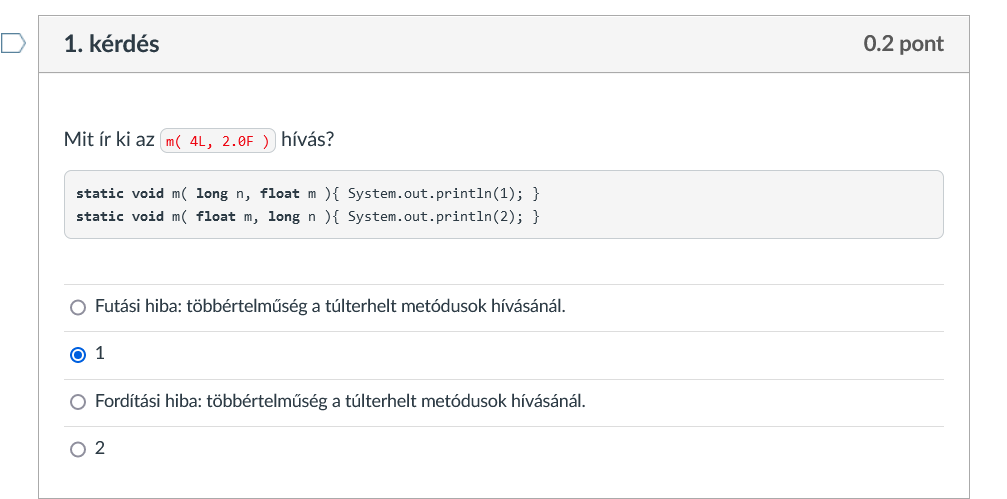 1. kérdés
0.2 pont
Mit ír ki az m( 4L, 2.0F ) hívás?
static void m( long n, float m ){ System.out.println(1); }
static void m( float m, long n ){ System.out.println(2); }
Futási hiba: többértelműség a túlterhelt metódusok hívásánál.
1
Fordítási hiba: többértelműség a túlterhelt metódusok hívásánál.
2